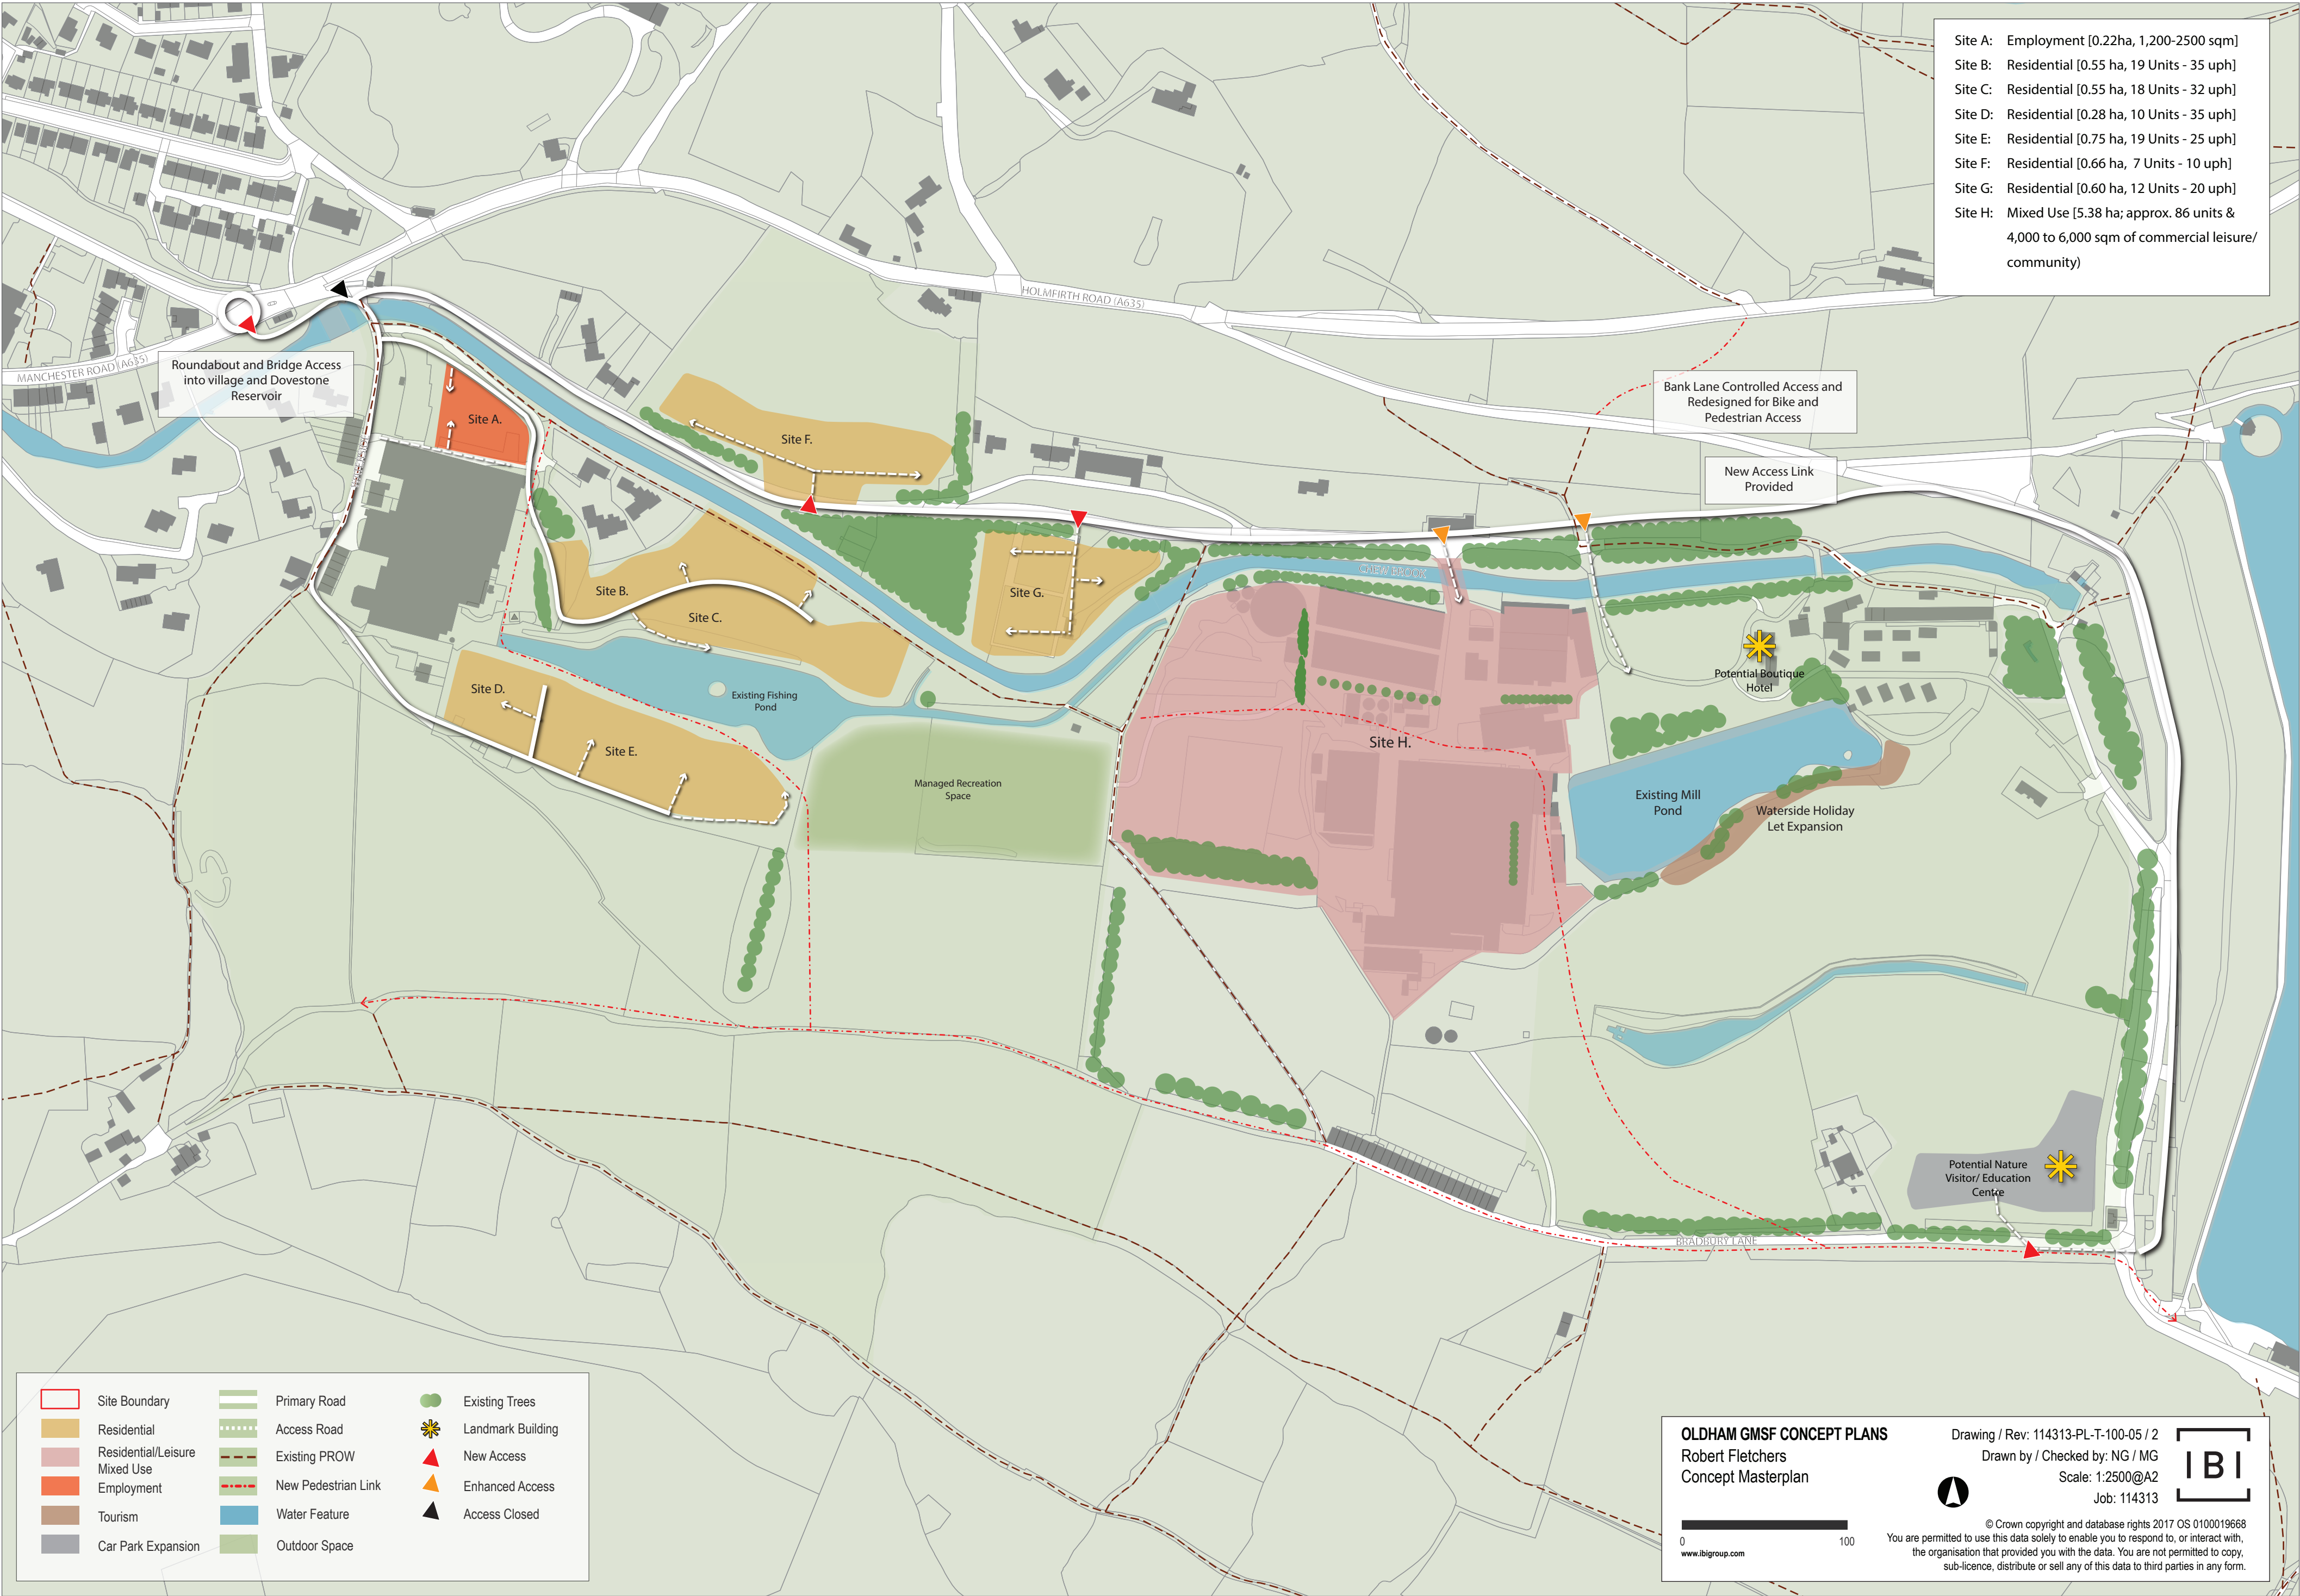 Site A: Employment [0.22ha, 1,200-2500 sqm]
Site B: Residential [0.55 ha, 19 Units - 35 uph]
Site C: Residential [0.55 ha, 18 Units - 32 uph]
Site D: Residential [0.28 ha, 10 Units - 35 uph]
Site E: Residential [0.75 ha, 19 Units - 25 uph]
Site F: Residential [0.66 ha, 7 Units - 10 uph]
Site G: Residential [0.60 ha, 12 Units - 20 uph]
Site H: Mixed Use [5.38 ha; approx. 86 units &
4,000 to 6,000 sqm of commercial leisure/
community)
HOLMFIRTH ROAD (A635)
MANCHESTER ROAD (A635)
Roundabout and Bridge Access
into village and Dovestone
Reservoir
Bank Lane Controlled Access and
Redesigned for Bike and
Pedestrian Access
New Access Link
Provided
Site A.
Site F.
CHEW BROOK
Site B.
Site C.
Site G.
Site D.
Site E.
Existing Fishing
Pond
Potential Boutique
Hotel
Site H.
Managed Recreation
Space
Existing Mill
Pond
Waterside Holiday
Let Expansion
Potential Nature
Visitor/ Education
Centre
BRADBURY LANE
Site Boundary
Residential
Residential/Leisure
Mixed Use
Employment
Tourism
Car Park Expansion
Primary Road
Access Road
Existing PROW
New Pedestrian Link
Water Feature
Outdoor Space
Existing Trees
Landmark Building
New Access
Enhanced Access
Access Closed
OLDHAM GMSF CONCEPT PLANS
Robert Fletchers
Concept Masterplan
Drawing / Rev: 114313-PL-T-100-05 / 2
Drawn by / Checked by: NG / MG
Scale: 1:2500@A2
Job: 114313
IBI
0 100
www.ibigroup.com
© Crown copyright and database rights 2017 OS 0100019668
You are permitted to use this data solely to enable you to respond to, or interact with,
the organisation that provided you with the data. You are not permitted to copy,
sub-licence, distribute or sell any of this data to third parties in any form.